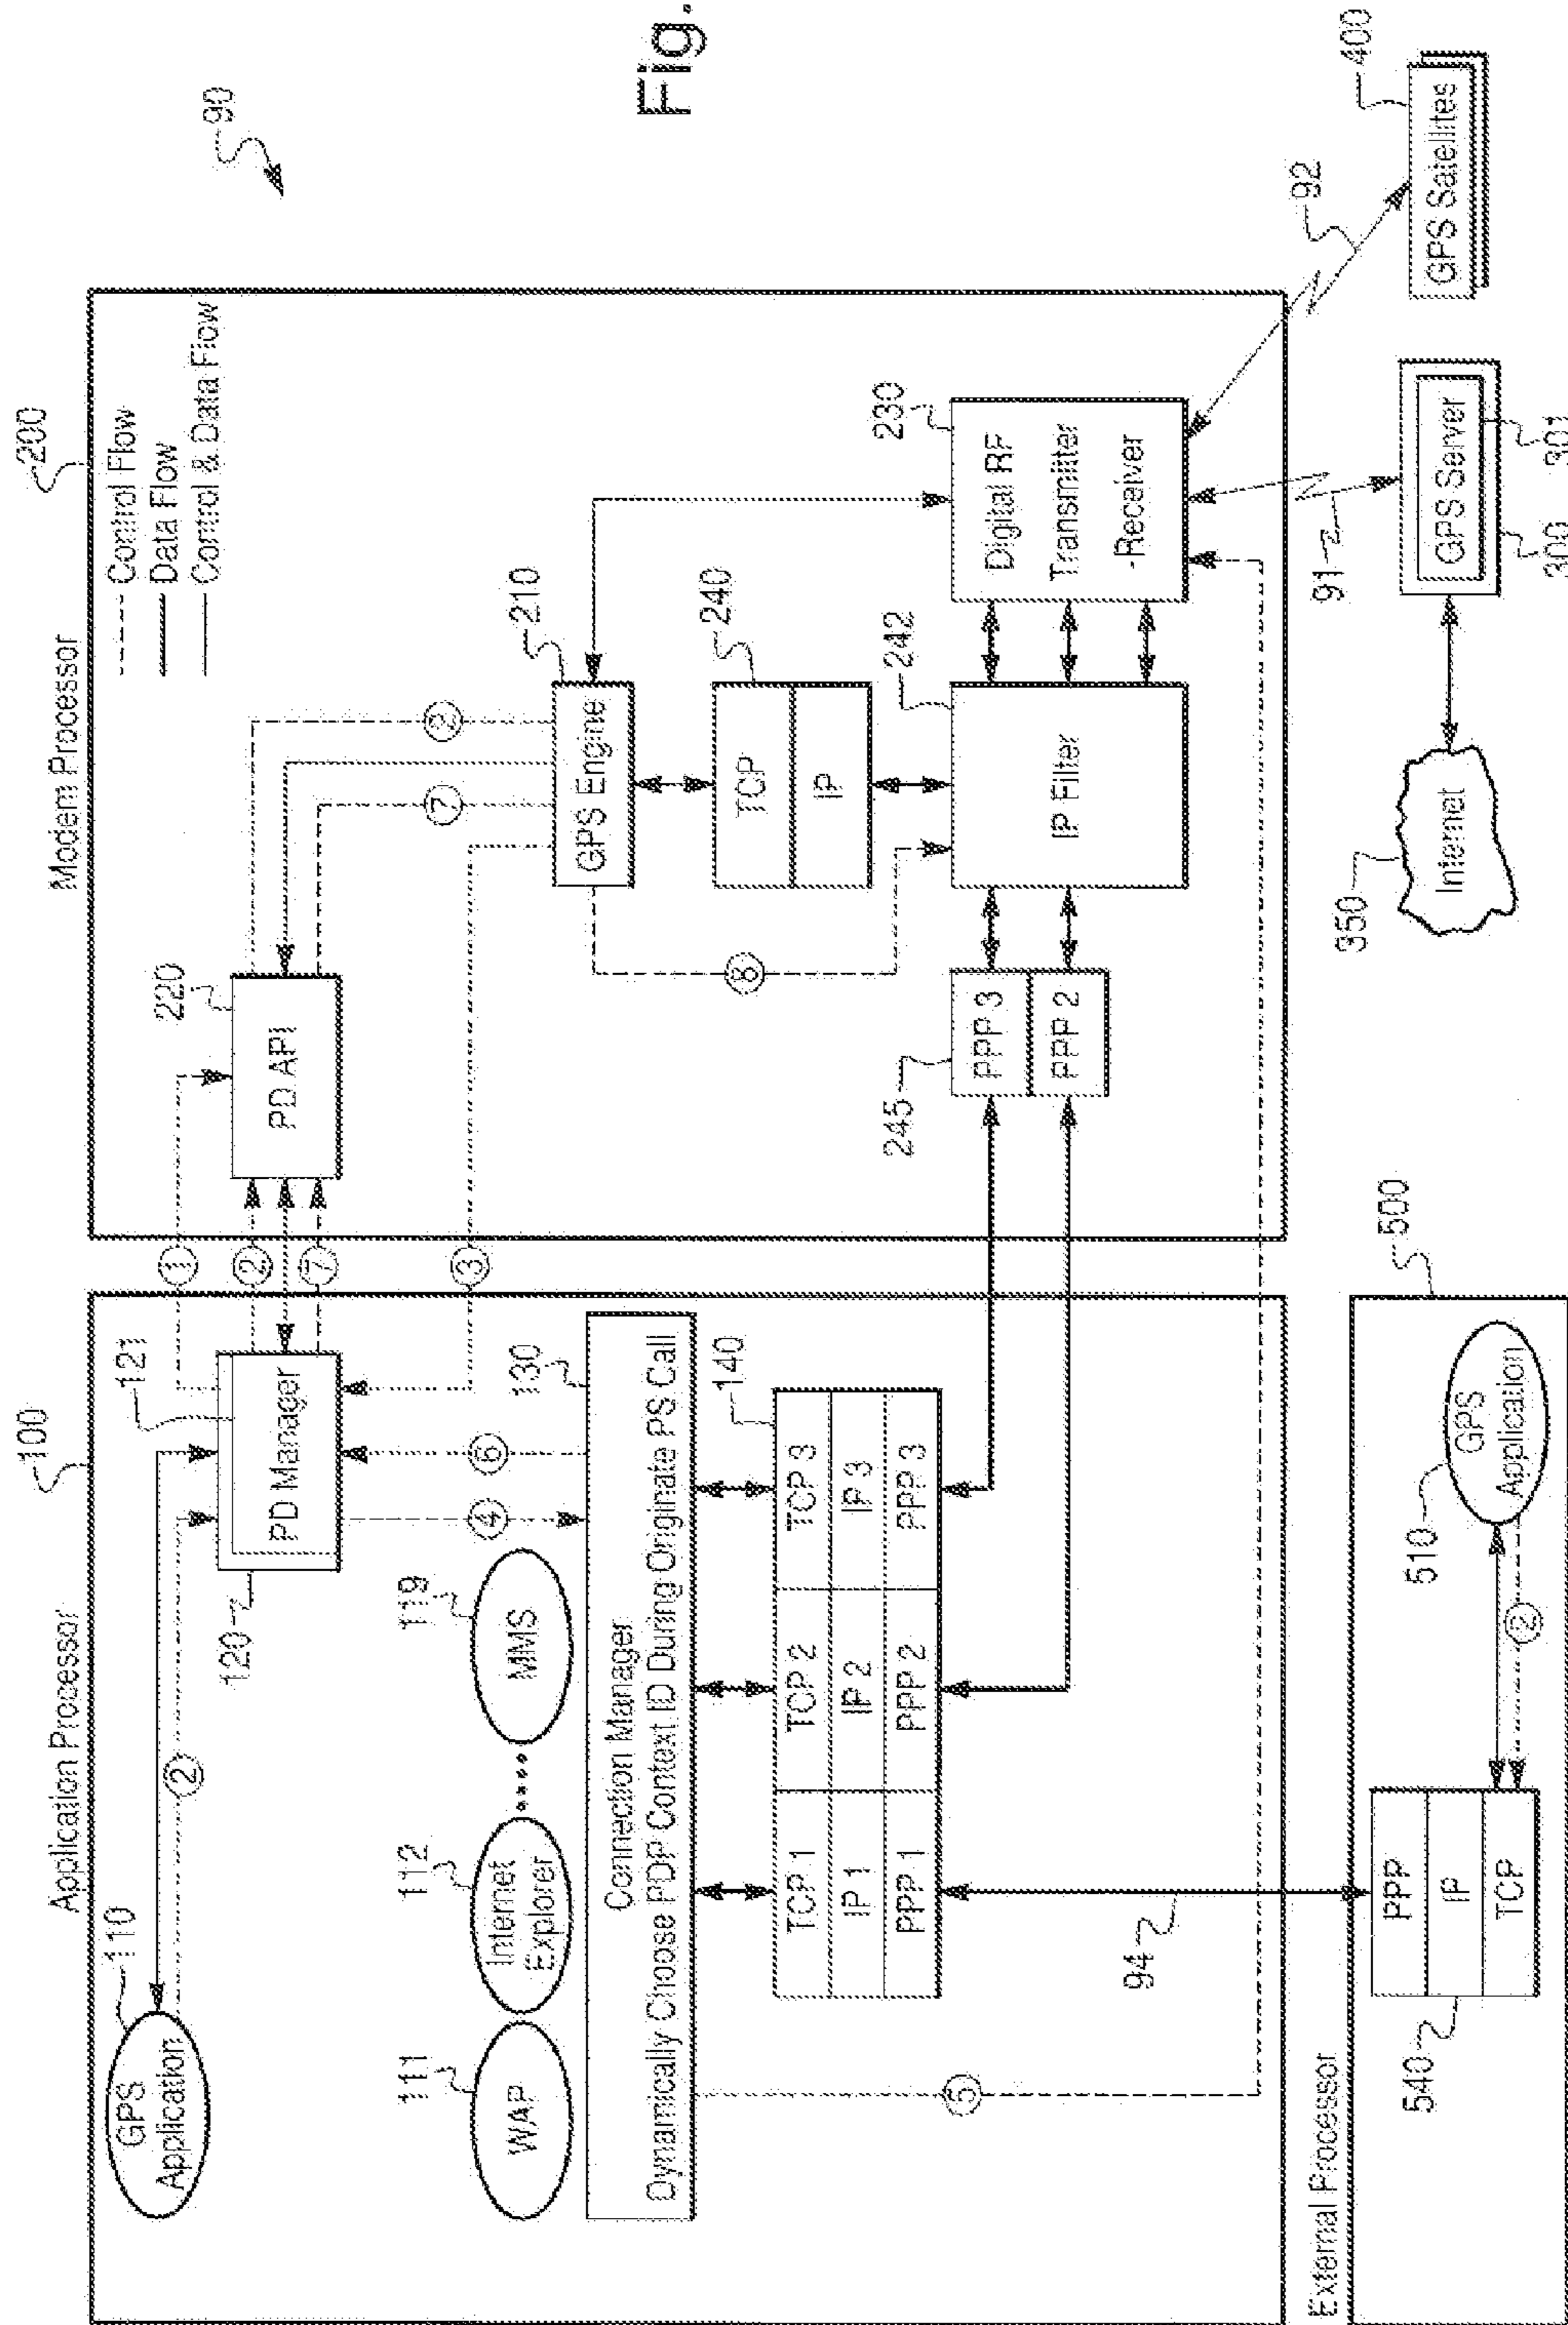 Fig.
90
Application Processor
100
GPS
Application
110
2
PD Manager
120
121
1
2
7
3
6
4
WAP
111
Internet
Explorer
112
MMS
119
Connection Manager
Dynamically Choose PDP Context ID During Originate PS Call
130
TCP 1
TCP 2
TCP 3
IP 1
IP 2
IP 3
PPP 1
PPP 2
PPP 3
140
5
94
Modem Processor
200
Control Flow
Data Flow
Control & Data Flow
PD API
220
2
7
GPS Engine
210
8
TCP
IP
240
IP Filter
242
PPP 3
PPP 2
245
Digital RF
Transmitter
-Receiver
230
91
92
External Processor
500
PPP
IP
TCP
540
2
GPS
Application
510
Internet
350
GPS Server
300
301
GPS Satellites
400